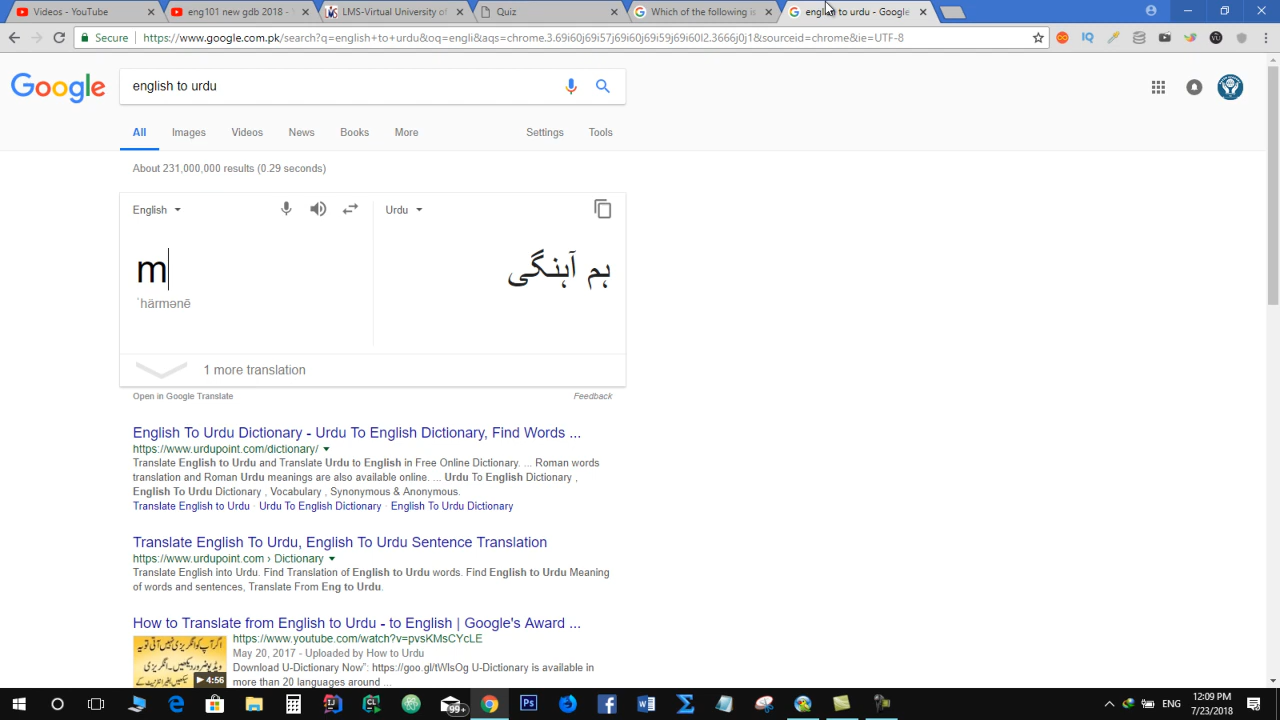 Videos - YouTube
eng101 new gdb 2018 -
LMS-Virtual University of
Quiz
Which of the following is
english to urdu - Google
Secure
https://www.google.com.pk/search?q=english+to+urdu&oq=engli&aqs=chrome.3.69i60j69i57j69i60j69i59j69i60l2.3666j0j1&sourceid=chrome&ie=UTF-8
Google
english to urdu
All Images Videos News Books More Settings Tools
About 231,000,000 results (0.29 seconds)
English
Urdu
m
ہم آہنگی
ˈhärmənē
1 more translation
Open in Google Translate
Feedback
English To Urdu Dictionary - Urdu To English Dictionary, Find Words ...
https://www.urdupoint.com/dictionary/
Translate English to Urdu and Translate Urdu to English in Free Online Dictionary. ... Roman words
translation and Roman Urdu meanings are also available online. ... Urdu To English Dictionary ,
English To Urdu Dictionary , Vocabulary , Synonymous & Anonymous.
Translate English to Urdu · Urdu To English Dictionary · English To Urdu Dictionary
Translate English To Urdu, English To Urdu Sentence Translation
https://www.urdupoint.com › Dictionary
Translate English into Urdu. Find Translation of English to Urdu words. Find English to Urdu Meaning
of words and sentences, Translate From Eng to Urdu.
How to Translate from English to Urdu - to English | Google's Award ...
https://www.youtube.com/watch?v=pvsKMsCYcLE
May 20, 2017 - Uploaded by How to Urdu
Download U-Dictionary Now": https://goo.gl/tWlsOg U-Dictionary is available in
more than 20 languages around ...
4:56
99+
ENG
12:09 PM
7/23/2018